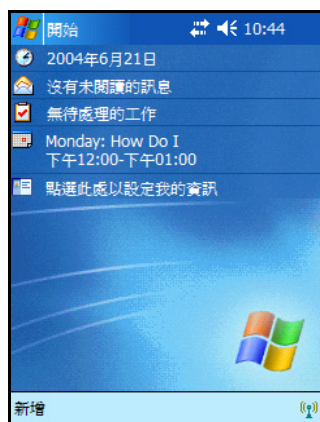 開始 10:44
2004年6月21日
沒有未閱讀的訊息
無待處理的工作
Monday: How Do I
下午12:00-下午01:00
點選此處以設定我的資訊
新增